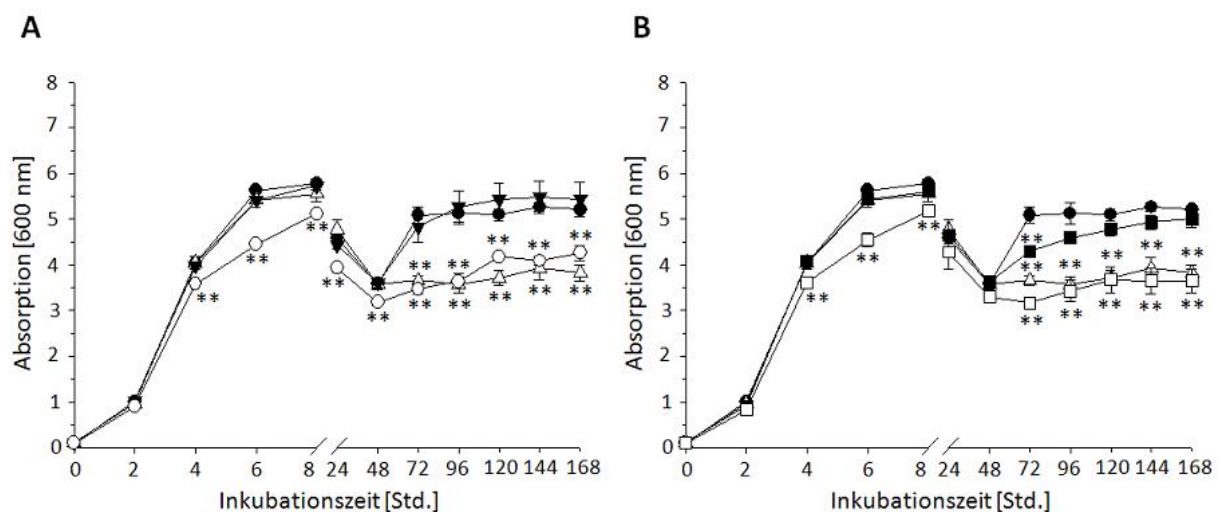 A
Absorption [600 nm]
8
7
6
5
4
3
2
1
0
** ** ** ** ** ** ** ** ** ** ** ** ** **
** **
0 2 4 6 8 24 48 72 96 120 144 168
Inkubationszeit [Std.]
B
Absorption [600 nm]
8
7
6
5
4
3
2
1
0
** ** ** ** ** ** ** ** ** ** ** ** **
0 2 4 6 8 24 48 72 96 120 144 168
Inkubationszeit [Std.]